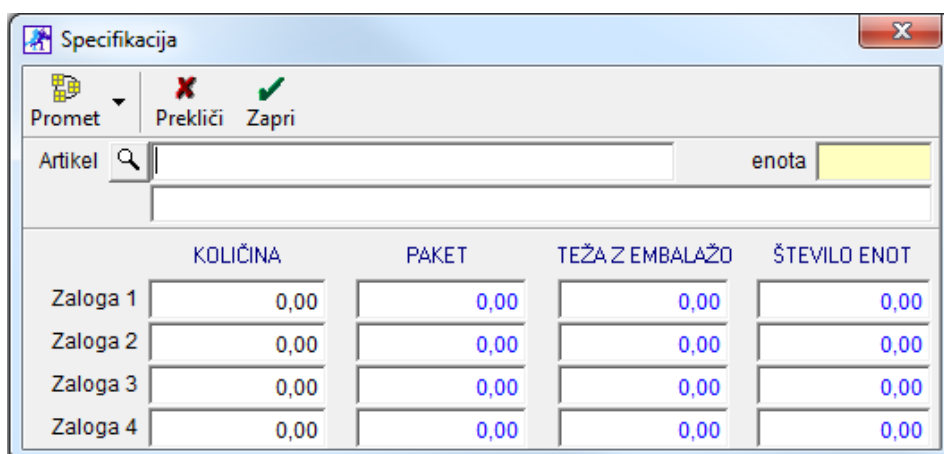 Specifikacija
Promet Prekliči Zapri
Artikel enota
KOLIČINA PAKET TEŽA Z EMBALAŽO ŠTEVILO ENOT
Zaloga 1 0,00 0,00 0,00 0,00
Zaloga 2 0,00 0,00 0,00 0,00
Zaloga 3 0,00 0,00 0,00 0,00
Zaloga 4 0,00 0,00 0,00 0,00